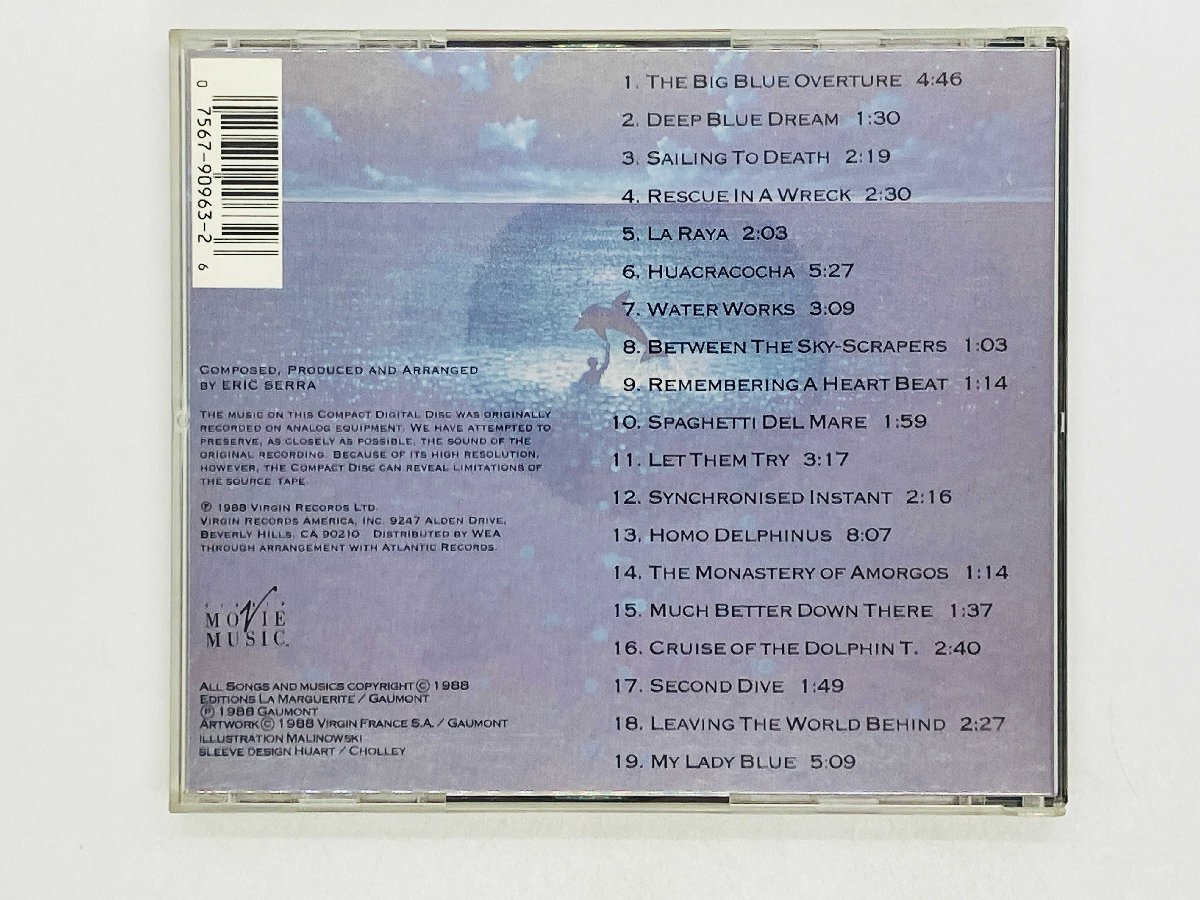 0 7567-90963-2 6
1. THE BIG BLUE OVERTURE 4:46
2. DEEP BLUE DREAM 1:30
3. SAILING TO DEATH 2:19
4. RESCUE IN A WRECK 2:30
5. LA RAYA 2:03
6. HUACRACOCHA 5:27
7. WATER WORKS 3:09
8. BETWEEN THE SKY-SCRAPERS 1:03
9. REMEMBERING A HEART BEAT 1:14
10. SPAGHETTI DEL MARE 1:59
11. LET THEM TRY 3:17
12. SYNCHRONISED INSTANT 2:16
13. HOMO DELPHINUS 8:07
14. THE MONASTERY OF AMORGOS 1:14
15. MUCH BETTER DOWN THERE 1:37
16. CRUISE OF THE DOLPHIN T. 2:40
17. SECOND DIVE 1:49
18. LEAVING THE WORLD BEHIND 2:27
19. MY LADY BLUE 5:09
COMPOSED, PRODUCED AND ARRANGED
BY ERIC SERRA
THE MUSIC ON THIS COMPACT DIGITAL DISC WAS ORIGINALLY
RECORDED ON ANALOG EQUIPMENT. WE HAVE ATTEMPTED TO
PRESERVE, AS CLOSELY AS POSSIBLE, THE SOUND OF THE
ORIGINAL RECORDING. BECAUSE OF ITS HIGH RESOLUTION,
HOWEVER, THE COMPACT DISC CAN REVEAL LIMITATIONS OF
THE SOURCE TAPE.
℗ 1988 VIRGIN RECORDS LTD.
VIRGIN RECORDS AMERICA, INC. 9247 ALDEN DRIVE,
BEVERLY HILLS, CA 90210 DISTRIBUTED BY WEA
THROUGH ARRANGEMENT WITH ATLANTIC RECORDS.
MOVIE
MUSIC
ALL SONGS AND MUSICS COPYRIGHT © 1988
EDITIONS LA MARGUERITE / GAUMONT
℗ 1988 GAUMONT
ARTWORK © 1988 VIRGIN FRANCE S.A. / GAUMONT
ILLUSTRATION MALINOWSKI
SLEEVE DESIGN HUART / CHOLLEY